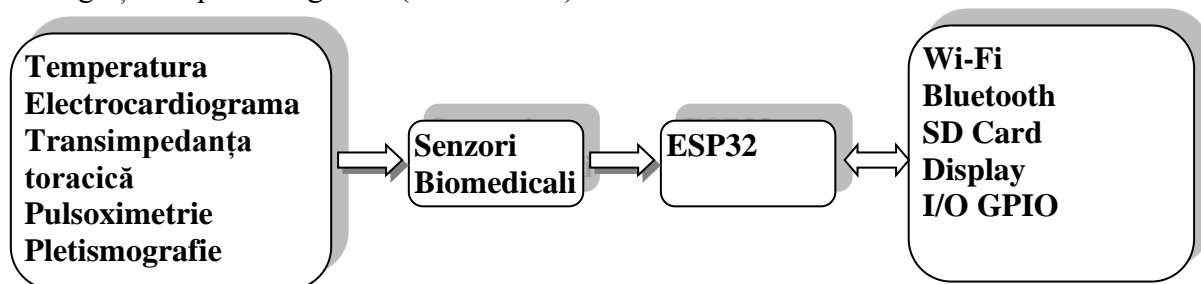 Temperatura
Electrocardiograma
Transimpedanța
toracică
Pulsoximetrie
Pletismografie
Senzori
Biomedicali
ESP32
Wi-Fi
Bluetooth
SD Card
Display
I/O GPIO